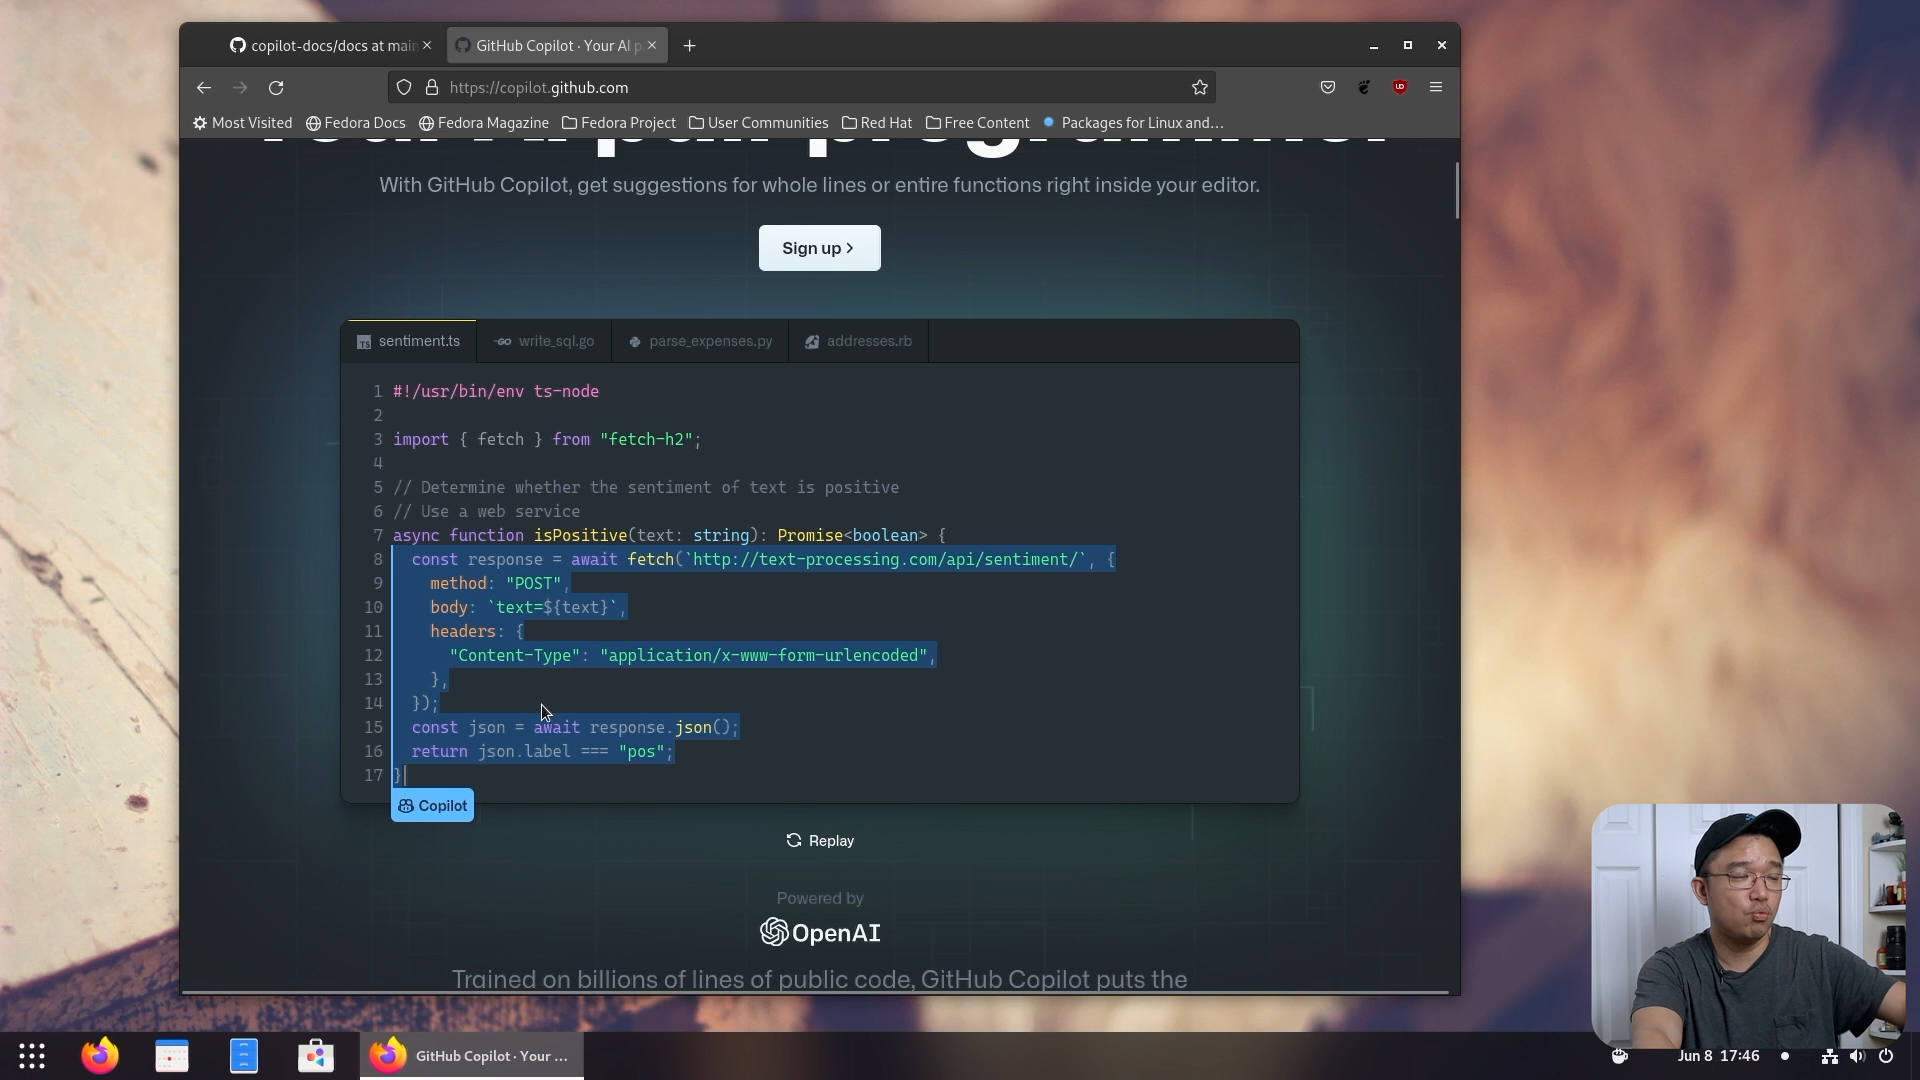 copilot-docs/docs at main
GitHub Copilot · Your AI p
https://copilot.github.com
Most Visited
Fedora Docs
Fedora Magazine
Fedora Project
User Communities
Red Hat
Free Content
Packages for Linux and…
Your AI pair programmer
With GitHub Copilot, get suggestions for whole lines or entire functions right inside your editor.
Sign up >
TS sentiment.ts
GO write_sql.go
parse_expenses.py
addresses.rb
1 #!/usr/bin/env ts-node
2
3 import { fetch } from "fetch-h2";
4
5 // Determine whether the sentiment of text is positive
6 // Use a web service
7 async function isPositive(text: string): Promise<boolean> {
8 const response = await fetch(`http://text-processing.com/api/sentiment/`, {
9 method: "POST",
10 body: `text=${text}`,
11 headers: {
12 "Content-Type": "application/x-www-form-urlencoded",
13 },
14 });
15 const json = await response.json();
16 return json.label === "pos";
17 }
Copilot
Replay
Powered by
OpenAI
Trained on billions of lines of public code, GitHub Copilot puts the
GitHub Copilot · Your ...
Jun 8 17:46